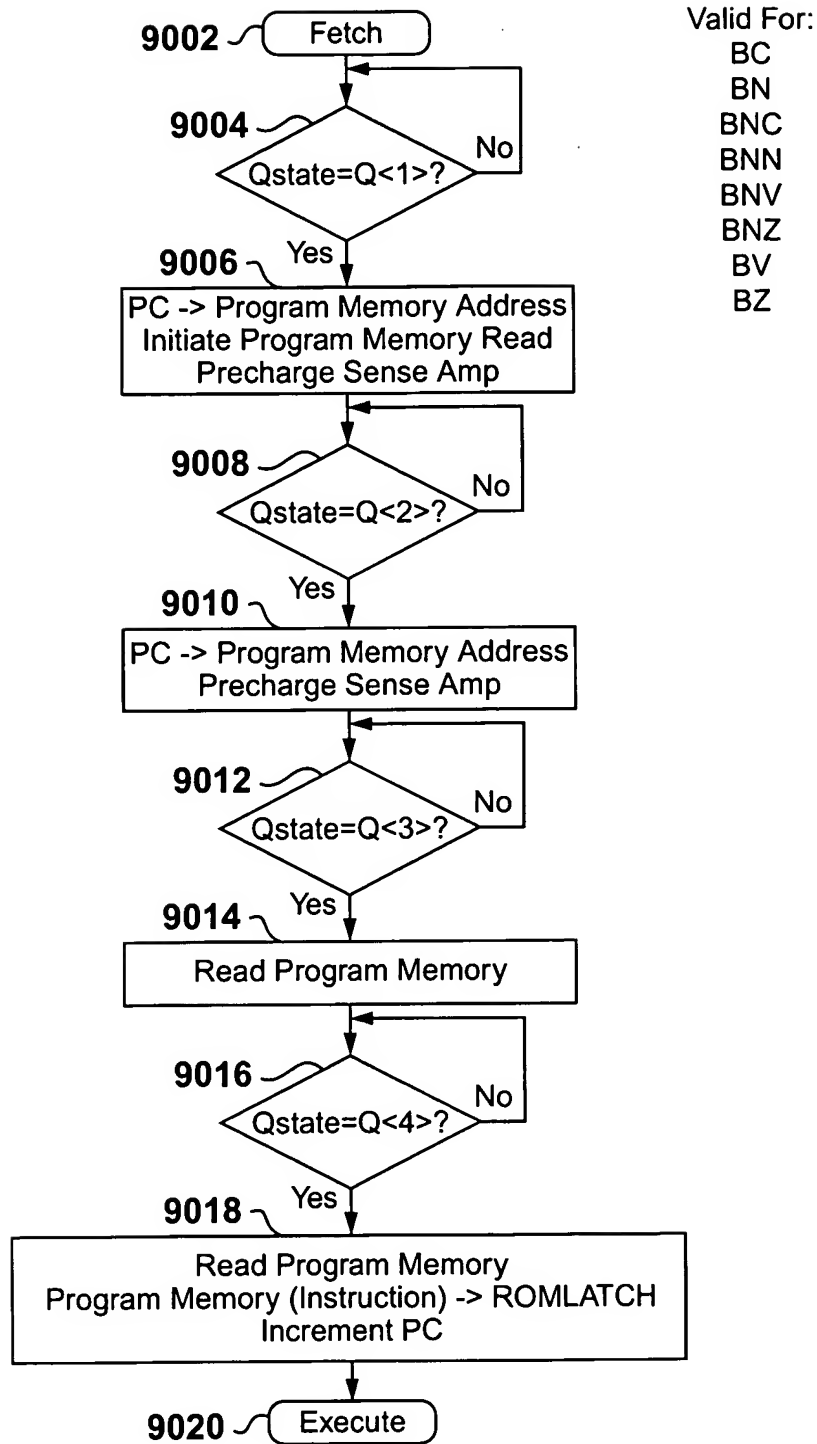 9002
Fetch
Valid For:
BC
BN
BNC
BNN
BNV
BNZ
BV
BZ
9004
Qstate=Q<1>?
No
Yes
9006
PC -> Program Memory Address
Initiate Program Memory Read
Precharge Sense Amp
9008
Qstate=Q<2>?
No
Yes
9010
PC -> Program Memory Address
Precharge Sense Amp
9012
Qstate=Q<3>?
No
Yes
9014
Read Program Memory
9016
Qstate=Q<4>?
No
Yes
9018
Read Program Memory
Program Memory (Instruction) -> ROMLATCH
Increment PC
9020
Execute